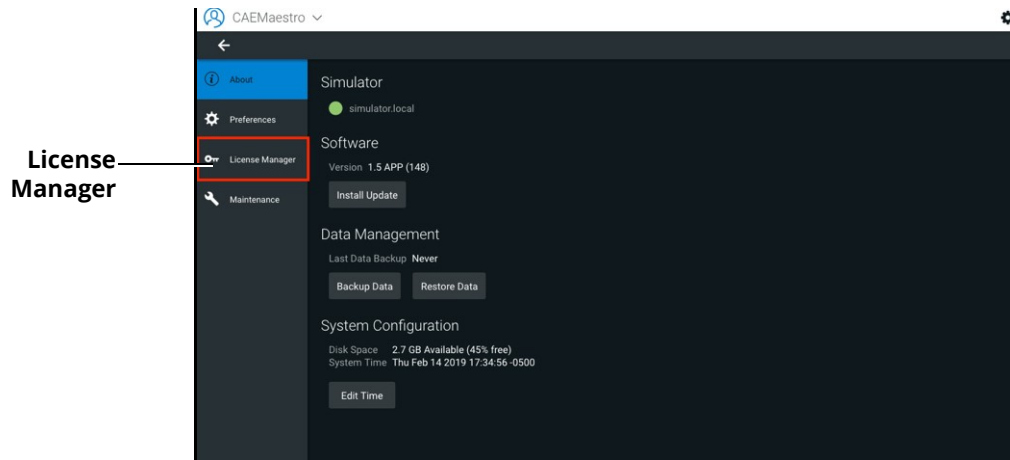 CAEMaestro
About
Preferences
License Manager
Maintenance
License
Manager
Simulator
simulator.local
Software
Version 1.5 APP (148)
Install Update
Data Management
Last Data Backup Never
Backup Data Restore Data
System Configuration
Disk Space 2.7 GB Available (45% free)
System Time Thu Feb 14 2019 17:34:56 -0500
Edit Time